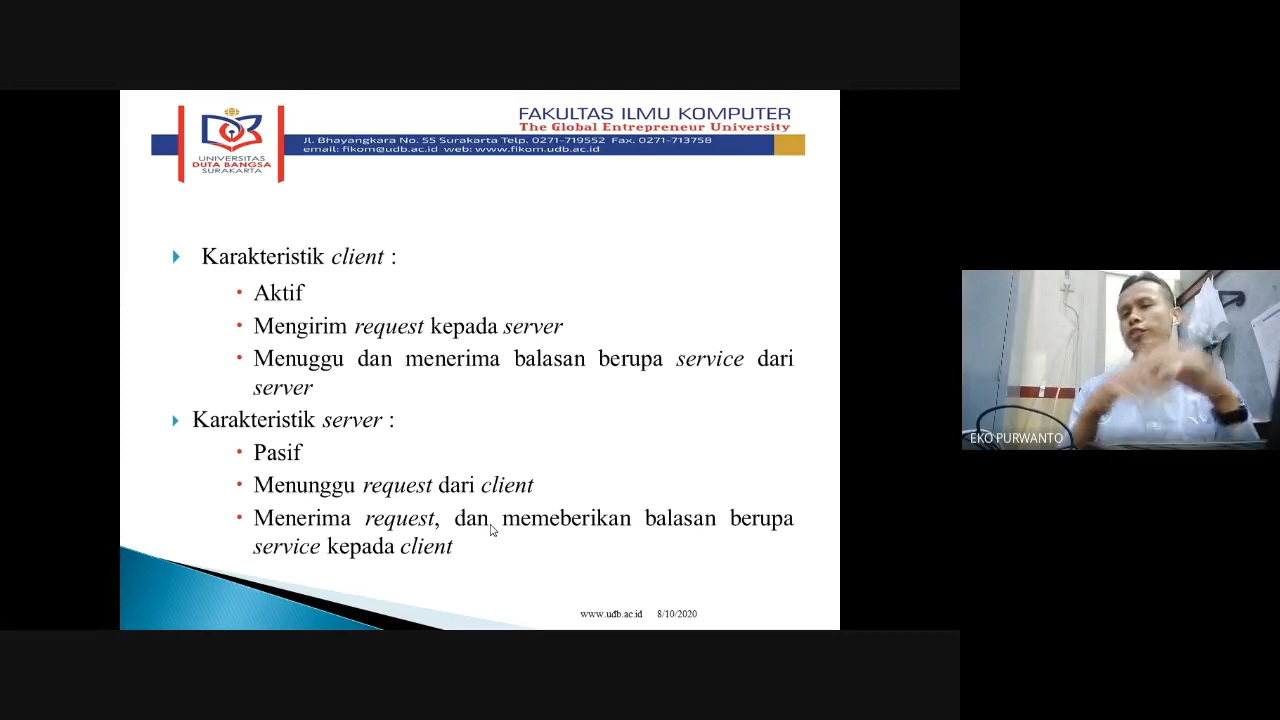 FAKULTAS ILMU KOMPUTER
The Global Entrepreneur University
Jl. Bhayangkara No. 55 Surakarta Telp. 0271-719552 Fax. 0271-713758
email: fikom@udb.ac.id web: www.fikom.udb.ac.id
UNIVERSITAS
DUTA BANGSA
SURAKARTA
Karakteristik client :
• Aktif
• Mengirim request kepada server
• Menuggu dan menerima balasan berupa service dari
server
Karakteristik server :
• Pasif
• Menunggu request dari client
• Menerima request, dan memeberikan balasan berupa
service kepada client
www.udb.ac.id 8/10/2020
EKO PURWANTO